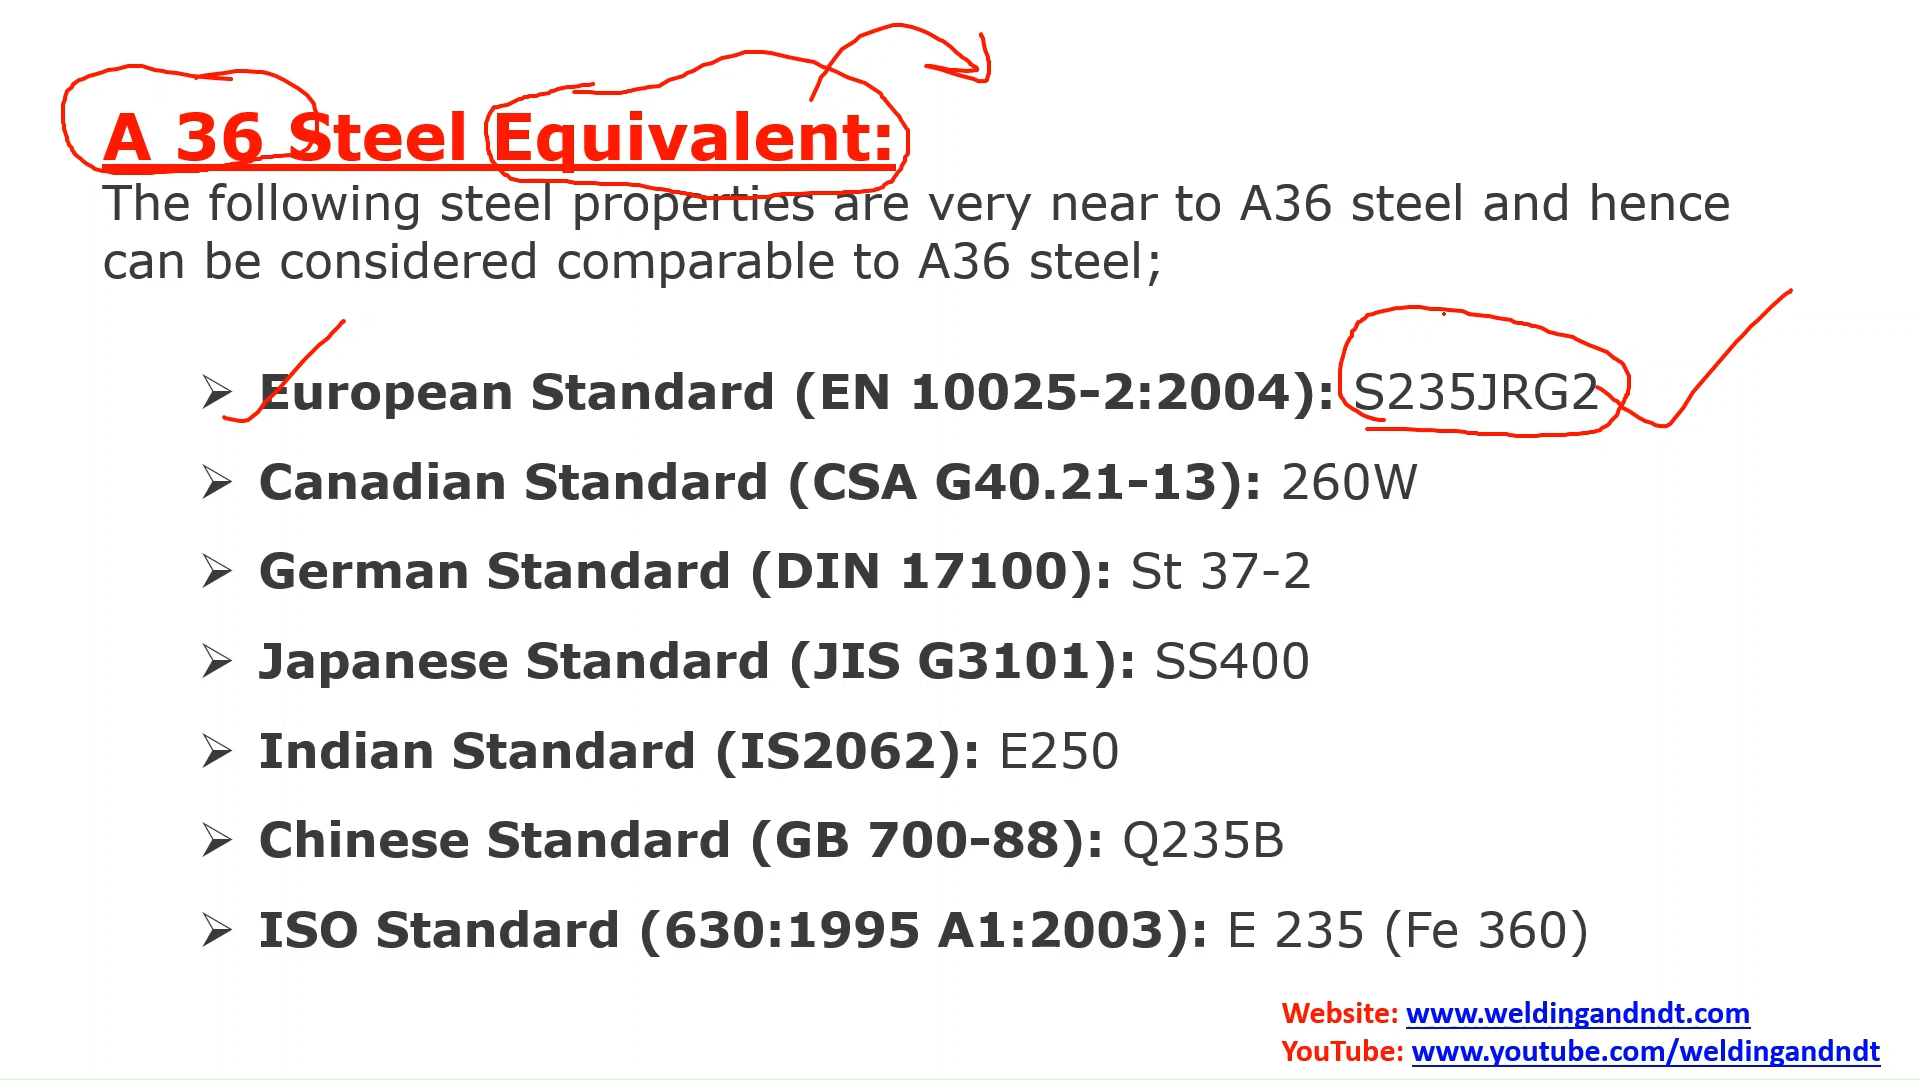 A 36 Steel Equivalent:
The following steel properties are very near to A36 steel and hence
can be considered comparable to A36 steel;
➢ European Standard (EN 10025-2:2004): S235JRG2
➢ Canadian Standard (CSA G40.21-13): 260W
➢ German Standard (DIN 17100): St 37-2
➢ Japanese Standard (JIS G3101): SS400
➢ Indian Standard (IS2062): E250
➢ Chinese Standard (GB 700-88): Q235B
➢ ISO Standard (630:1995 A1:2003): E 235 (Fe 360)
Website: www.weldingandndt.com
YouTube: www.youtube.com/weldingandndt